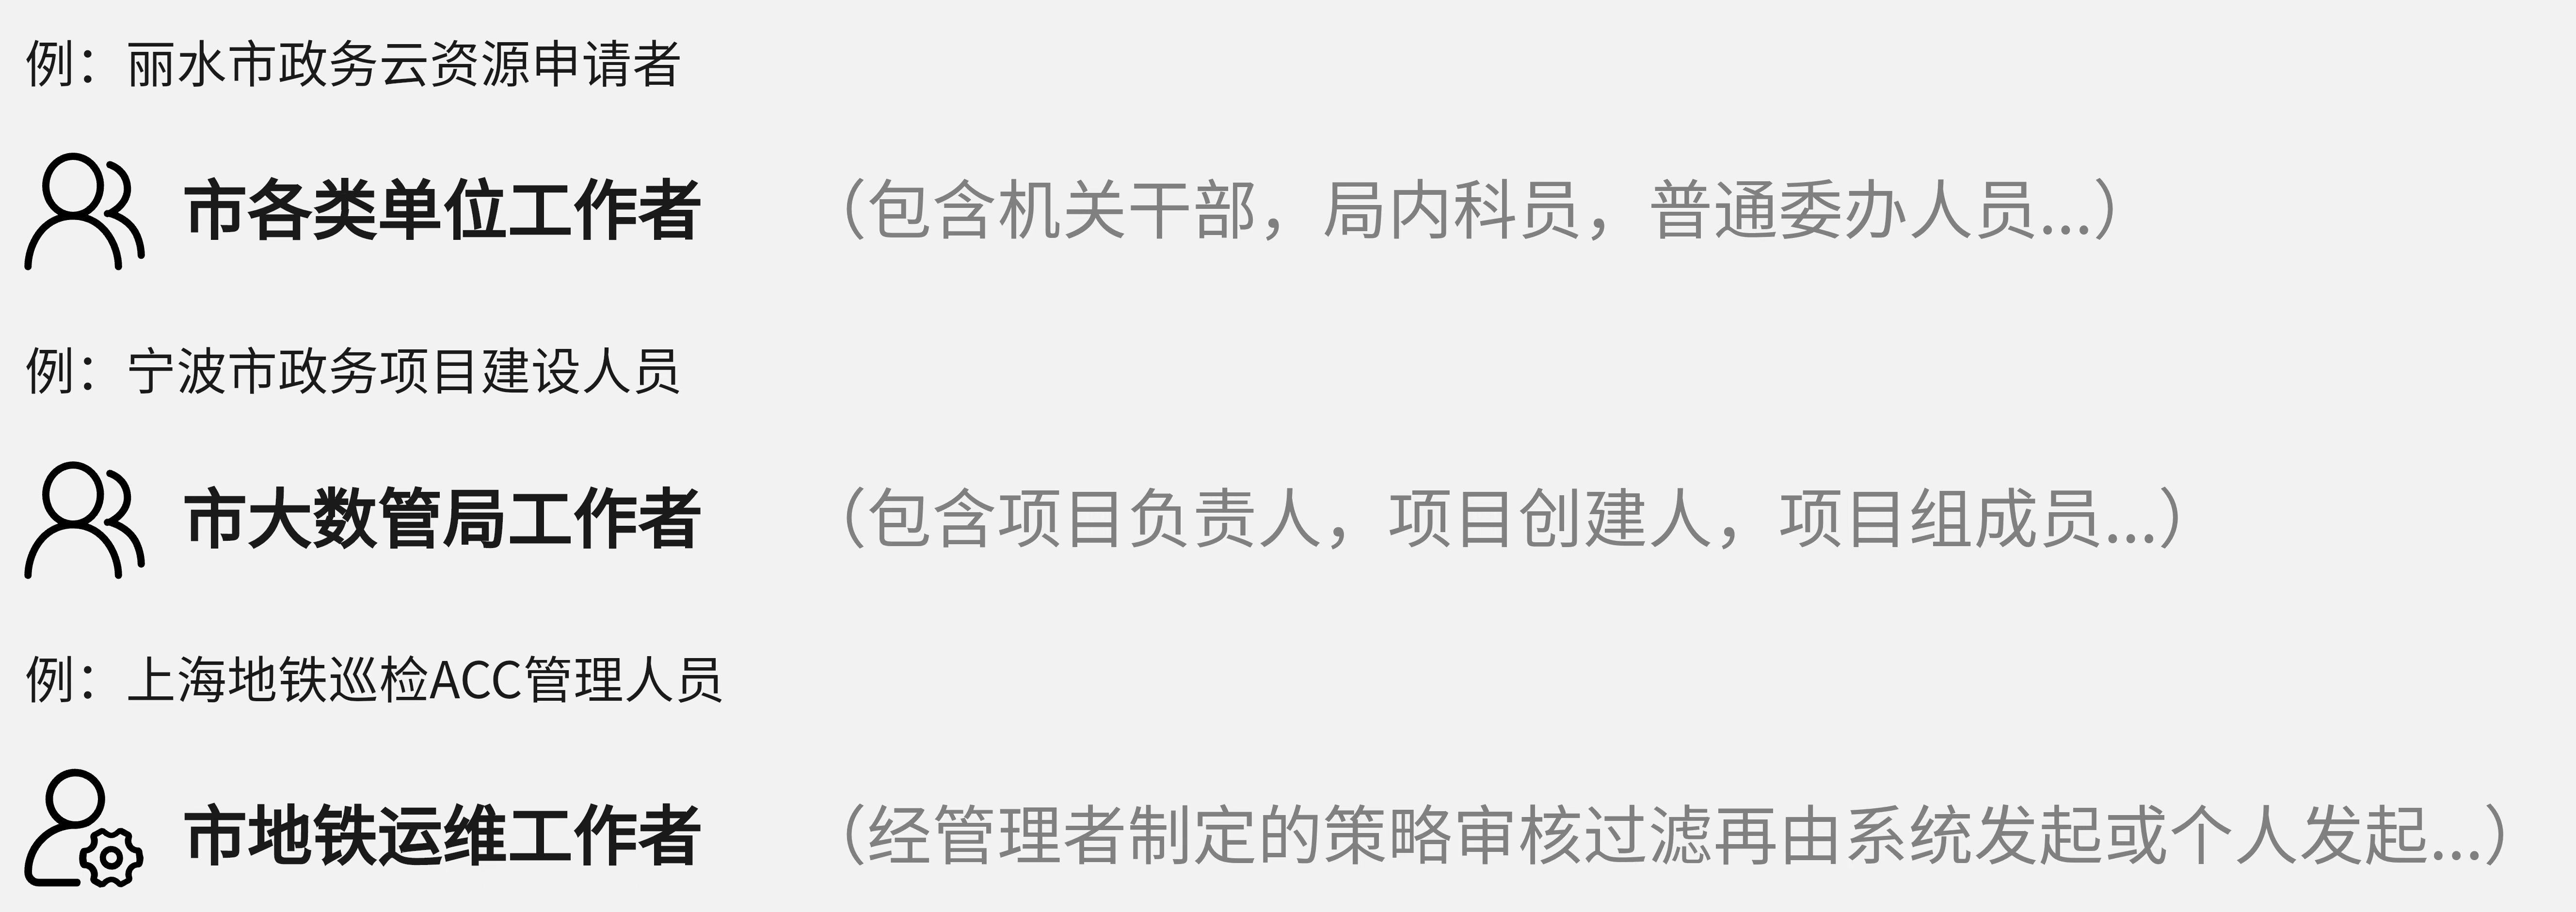 例：丽水市政务云资源申请者
市各类单位工作者 （包含机关干部，局内科员，普通委办人员...）
例：宁波市政务项目建设人员
市大数管局工作者 （包含项目负责人，项目创建人，项目组成员...）
例：上海地铁巡检ACC管理人员
市地铁运维工作者 （经管理者制定的策略审核过滤再由系统发起或个人发起...）